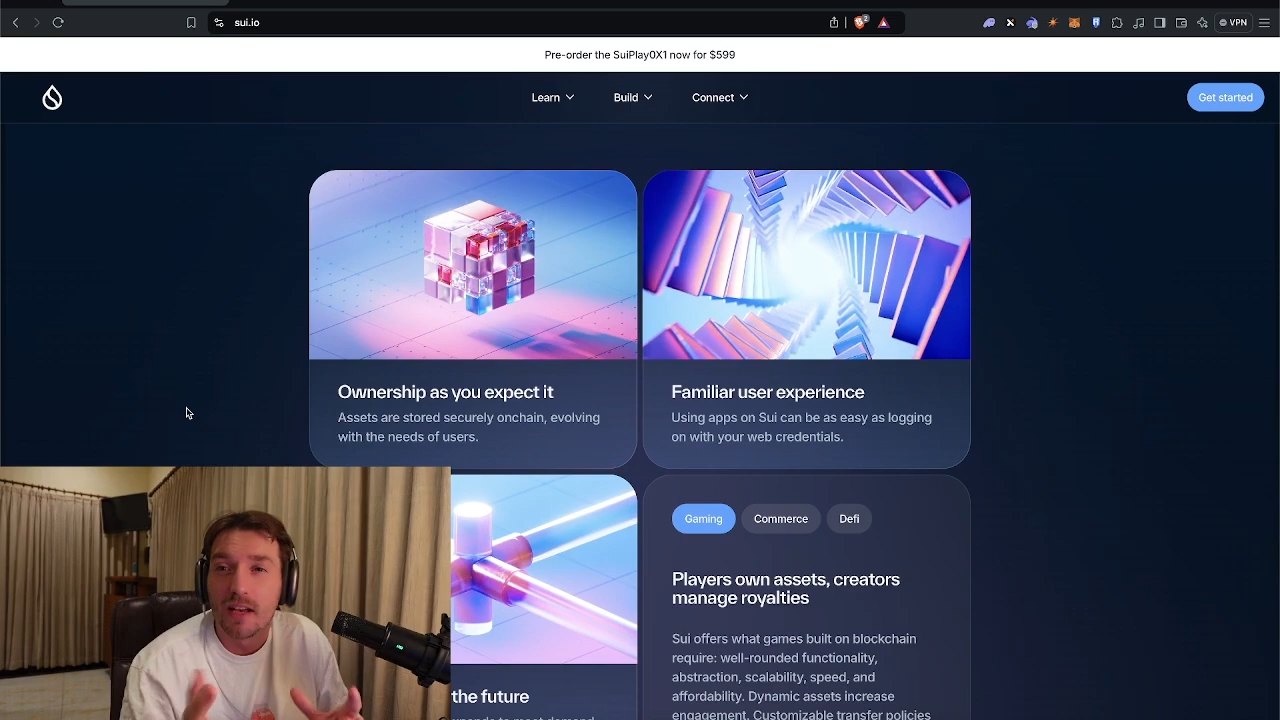 sui.io
2
VPN
Pre-order the SuiPlay0X1 now for $599
Learn
Build
Connect
Get started
Ownership as you expect it
Assets are stored securely onchain, evolving
with the needs of users.
Familiar user experience
Using apps on Sui can be as easy as logging
on with your web credentials.
the future
Gaming
Commerce
Defi
Players own assets, creators
manage royalties
Sui offers what games built on blockchain
require: well-rounded functionality,
abstraction, scalability, speed, and
affordability. Dynamic assets increase
engagement. Customizable transfer policies